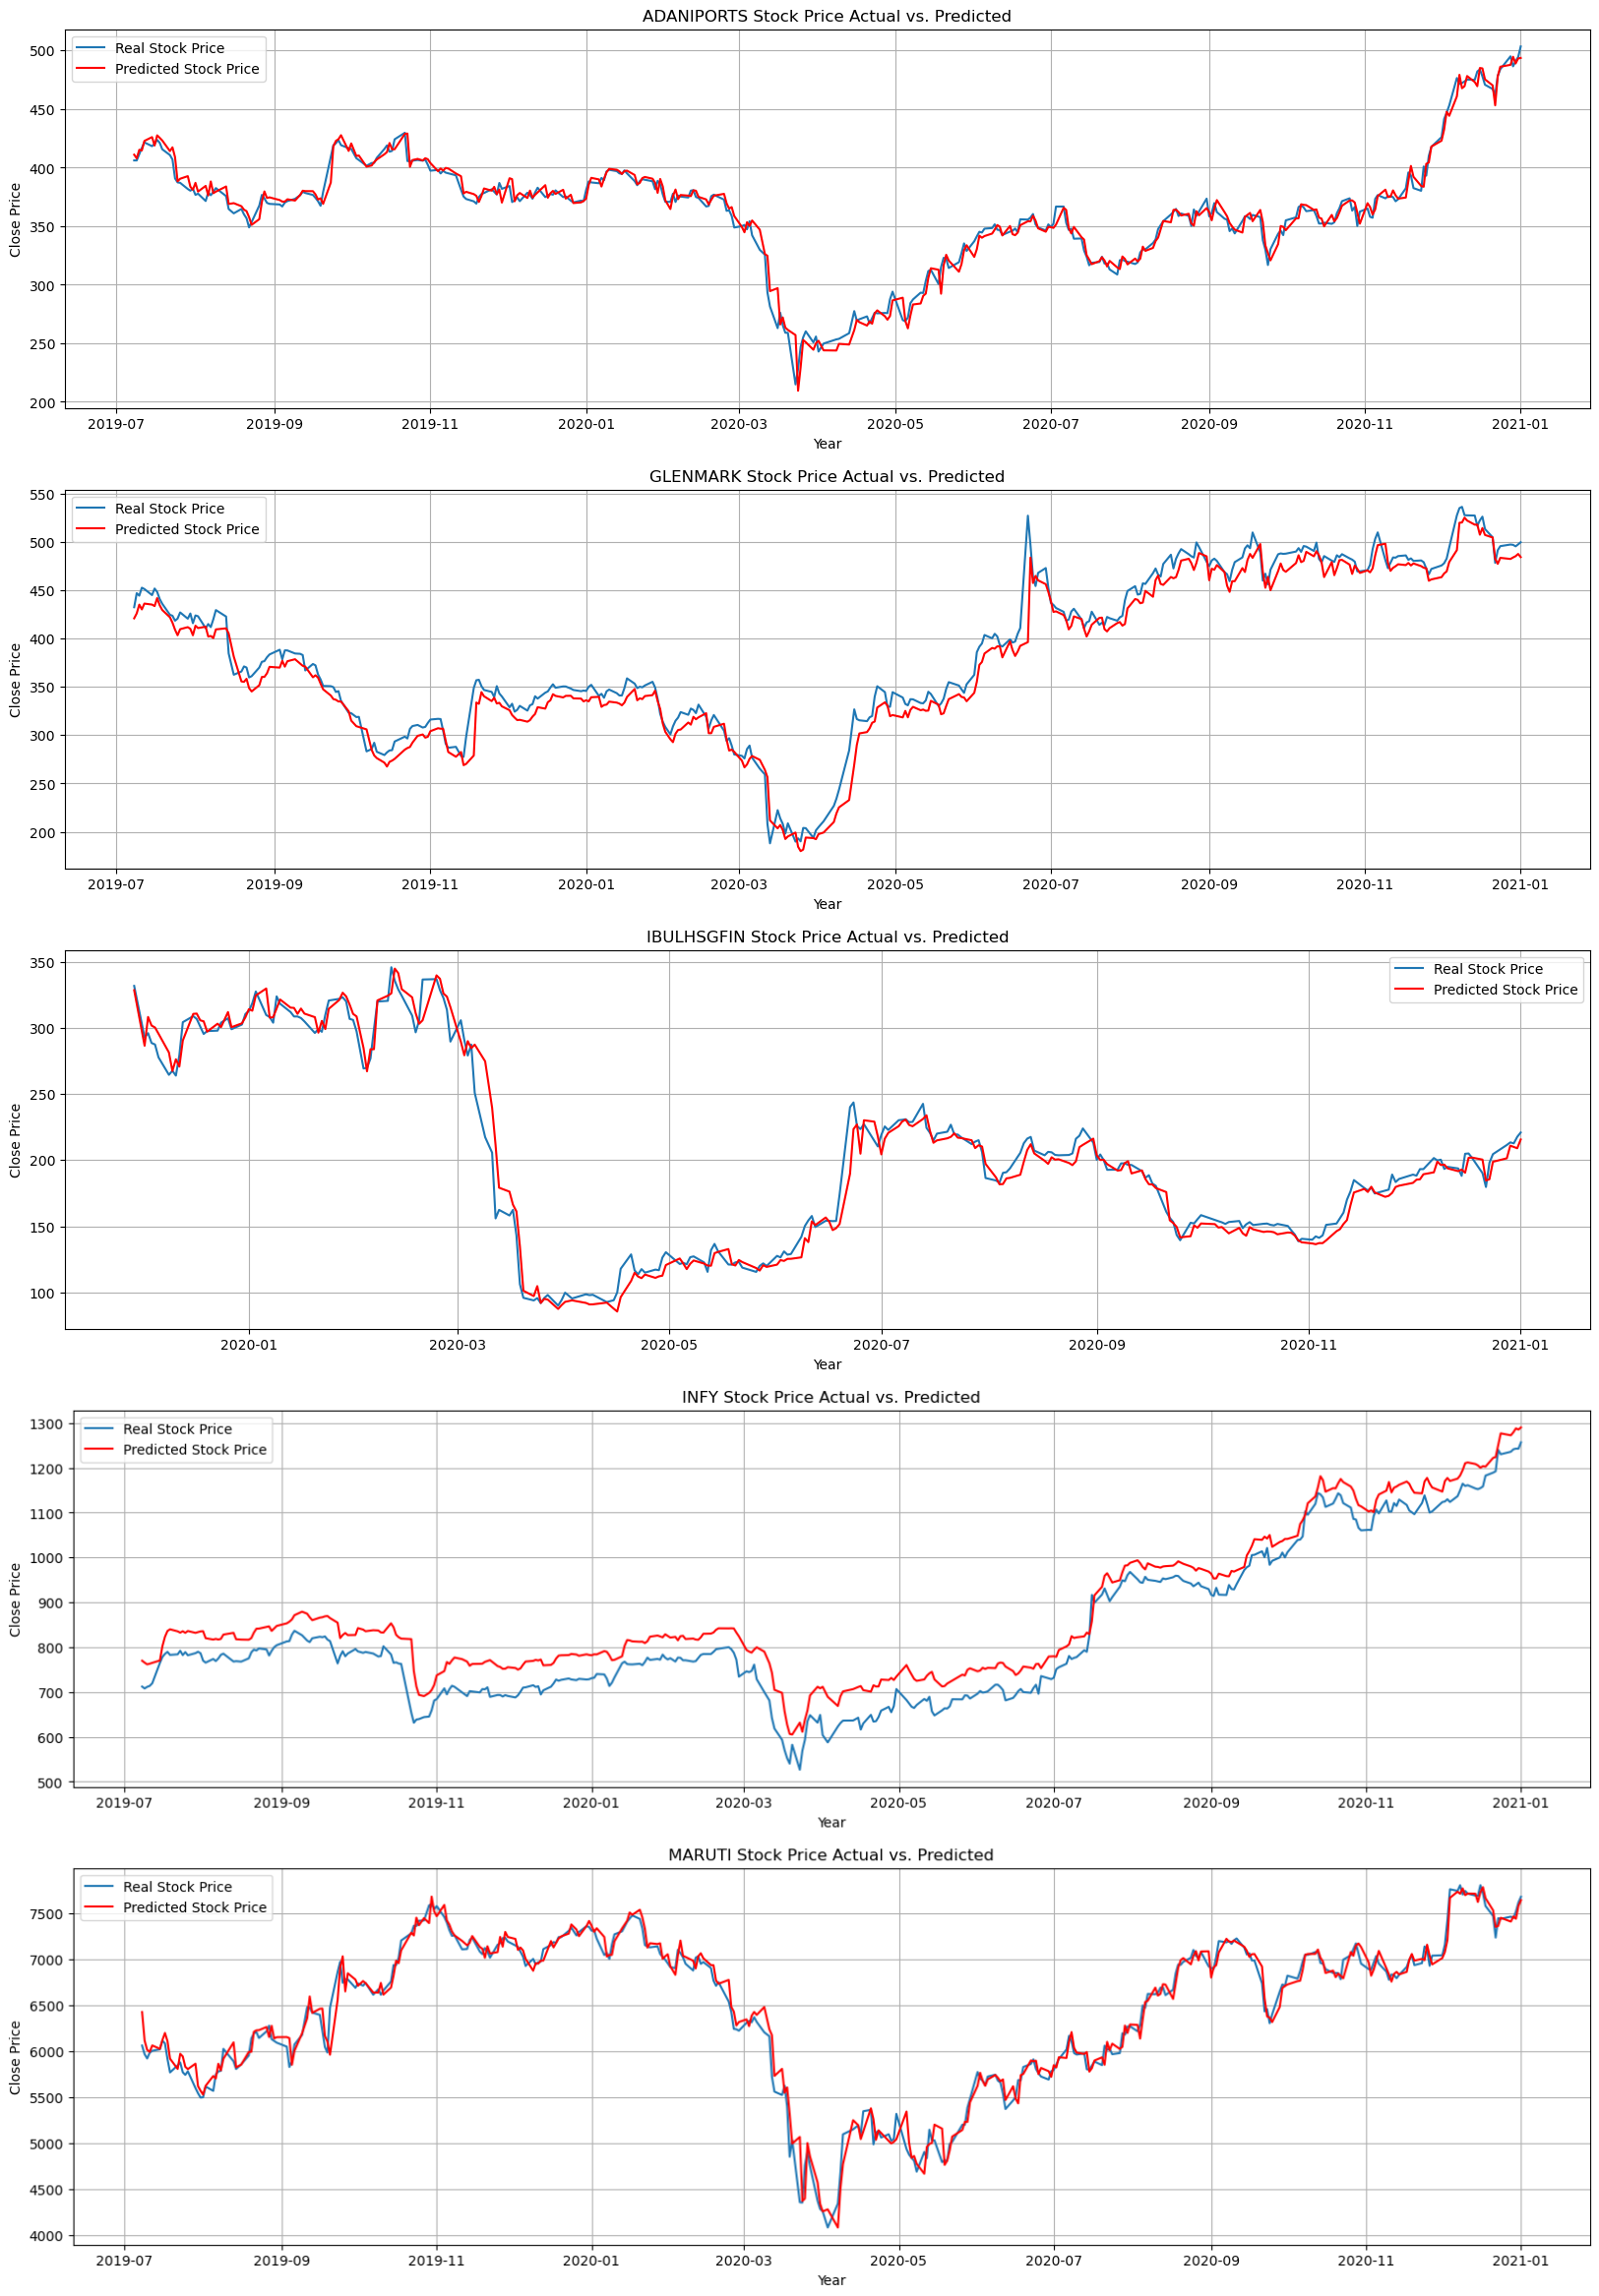 ADANIPORTS Stock Price Actual vs. Predicted
Real Stock Price
Predicted Stock Price
500
450
400
350
300
250
200
Close Price
2019-07 2019-09 2019-11 2020-01 2020-03 2020-05 2020-07 2020-09 2020-11 2021-01
Year
GLENMARK Stock Price Actual vs. Predicted
Real Stock Price
Predicted Stock Price
550
500
450
400
350
300
250
200
Close Price
2019-07 2019-09 2019-11 2020-01 2020-03 2020-05 2020-07 2020-09 2020-11 2021-01
Year
IBULHSGFIN Stock Price Actual vs. Predicted
Real Stock Price
Predicted Stock Price
350
300
250
200
150
100
Close Price
2020-01 2020-03 2020-05 2020-07 2020-09 2020-11 2021-01
Year
INFY Stock Price Actual vs. Predicted
Real Stock Price
Predicted Stock Price
1300
1200
1100
1000
900
800
700
600
500
Close Price
2019-07 2019-09 2019-11 2020-01 2020-03 2020-05 2020-07 2020-09 2020-11 2021-01
Year
MARUTI Stock Price Actual vs. Predicted
Real Stock Price
Predicted Stock Price
7500
7000
6500
6000
5500
5000
4500
4000
Close Price
2019-07 2019-09 2019-11 2020-01 2020-03 2020-05 2020-07 2020-09 2020-11 2021-01
Year